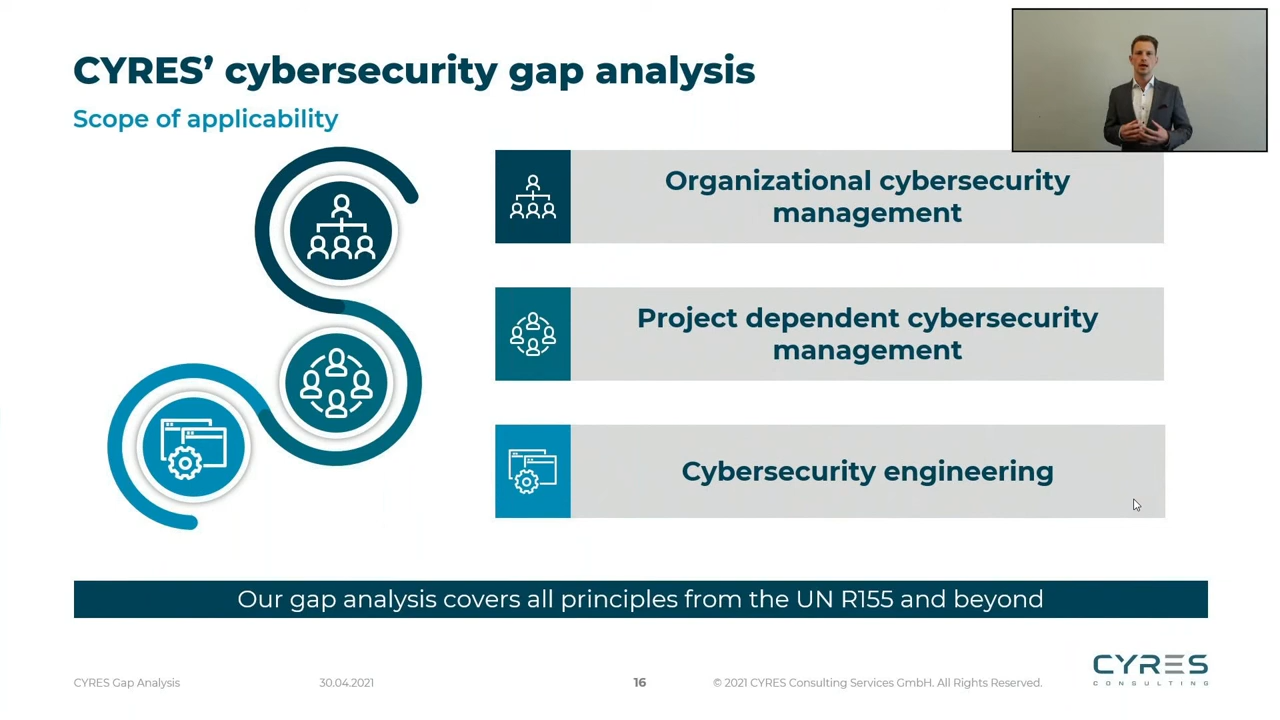 CYRES’ cybersecurity gap analysis
Scope of applicability
Organizational cybersecurity
management
Project dependent cybersecurity
management
Cybersecurity engineering
Our gap analysis covers all principles from the UN R155 and beyond
CYRES Gap Analysis
30.04.2021
16
© 2021 CYRES Consulting Services GmbH. All Rights Reserved.
CYRES
CONSULTING